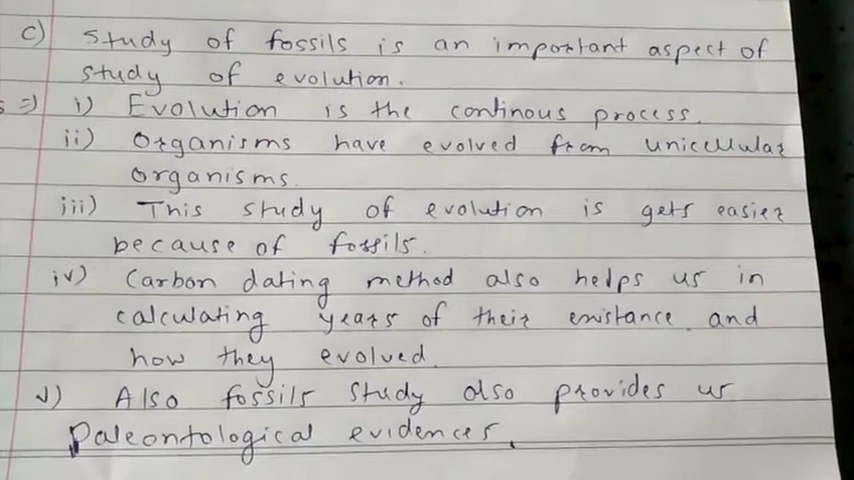 c) Study of fossils is an important aspect of
study of evolution.
s ⇒ i) Evolution is the continous process.
ii) Organisms have evolved from unicellular
organisms.
iii) This study of evolution is gets easier
because of fossils.
iv) Carbon dating method also helps us in
calculating years of their existance and
how they evolved.
v) Also fossils study also provides us
Paleontological evidences.